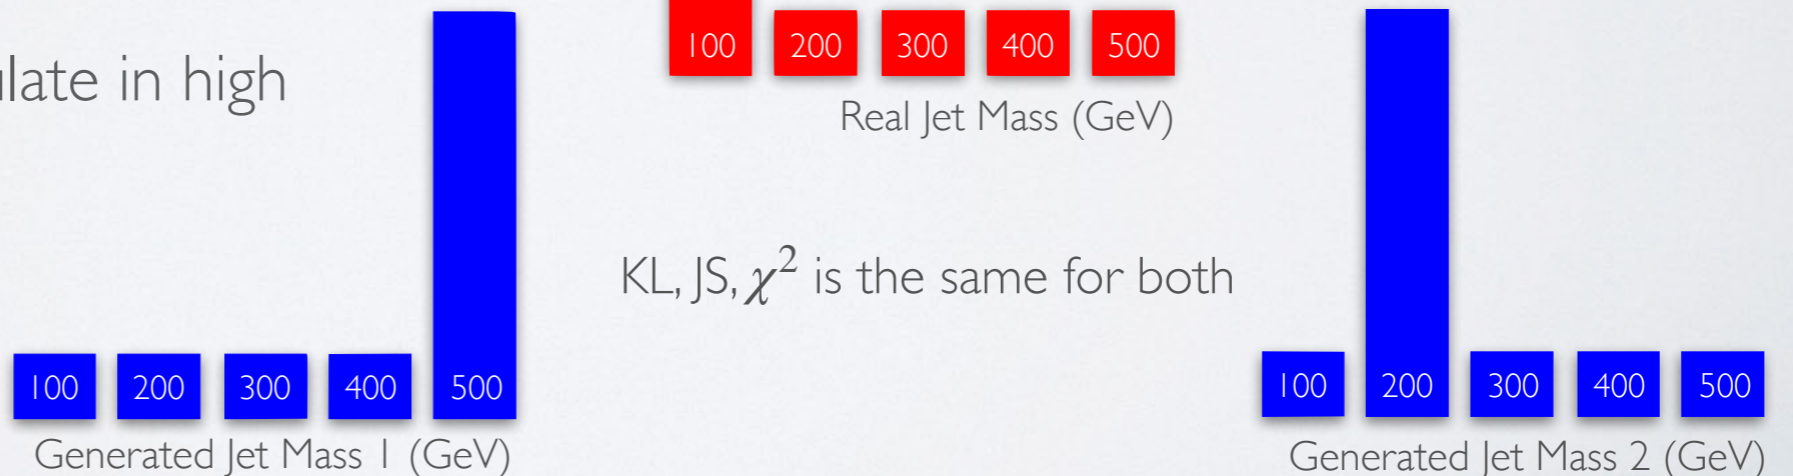 100 200 300 400 500
Real Jet Mass (GeV)
in high
KL, JS, χ² is the same for both
100 200 300 400 500
Generated Jet Mass 1 (GeV)
100 200 300 400 500
Generated Jet Mass 2 (GeV)